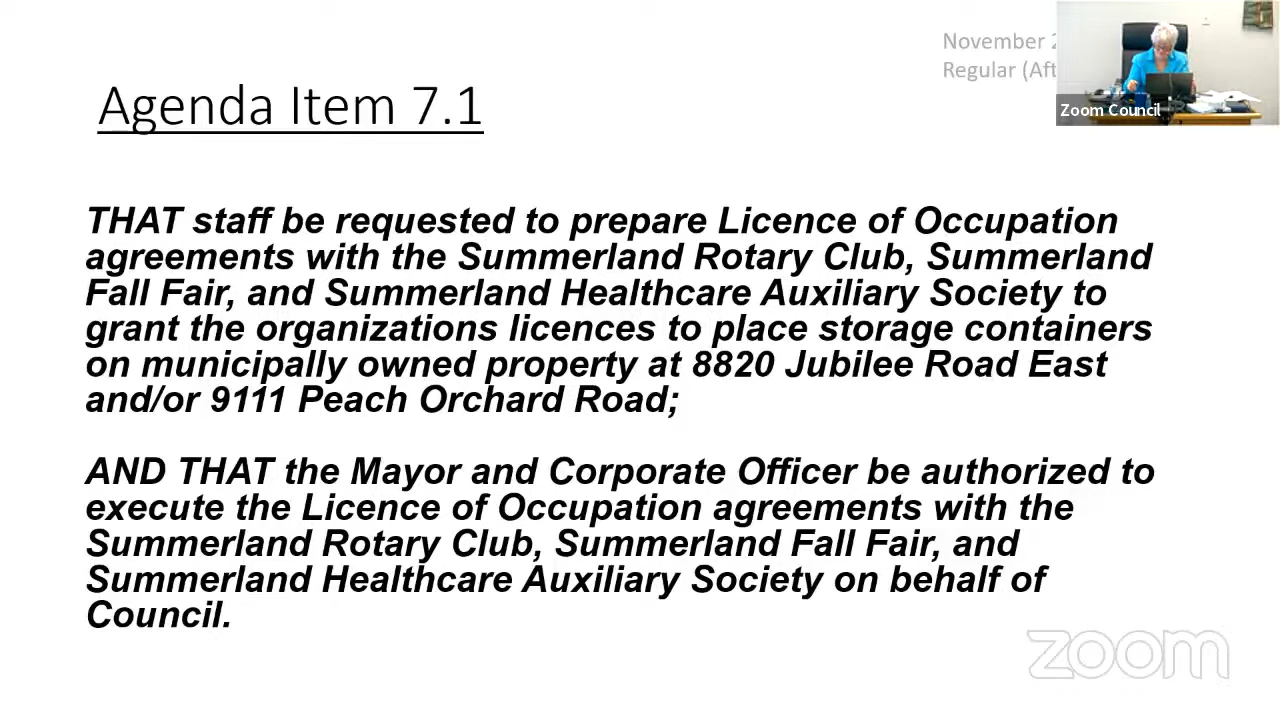 November
Regular
Zoom Council
Agenda Item 7.1
THAT staff be requested to prepare Licence of Occupation
agreements with the Summerland Rotary Club, Summerland
Fall Fair, and Summerland Healthcare Auxiliary Society to
grant the organizations licences to place storage containers
on municipally owned property at 8820 Jubilee Road East
and/or 9111 Peach Orchard Road;
AND THAT the Mayor and Corporate Officer be authorized to
execute the Licence of Occupation agreements with the
Summerland Rotary Club, Summerland Fall Fair, and
Summerland Healthcare Auxiliary Society on behalf of
Council.
zoom